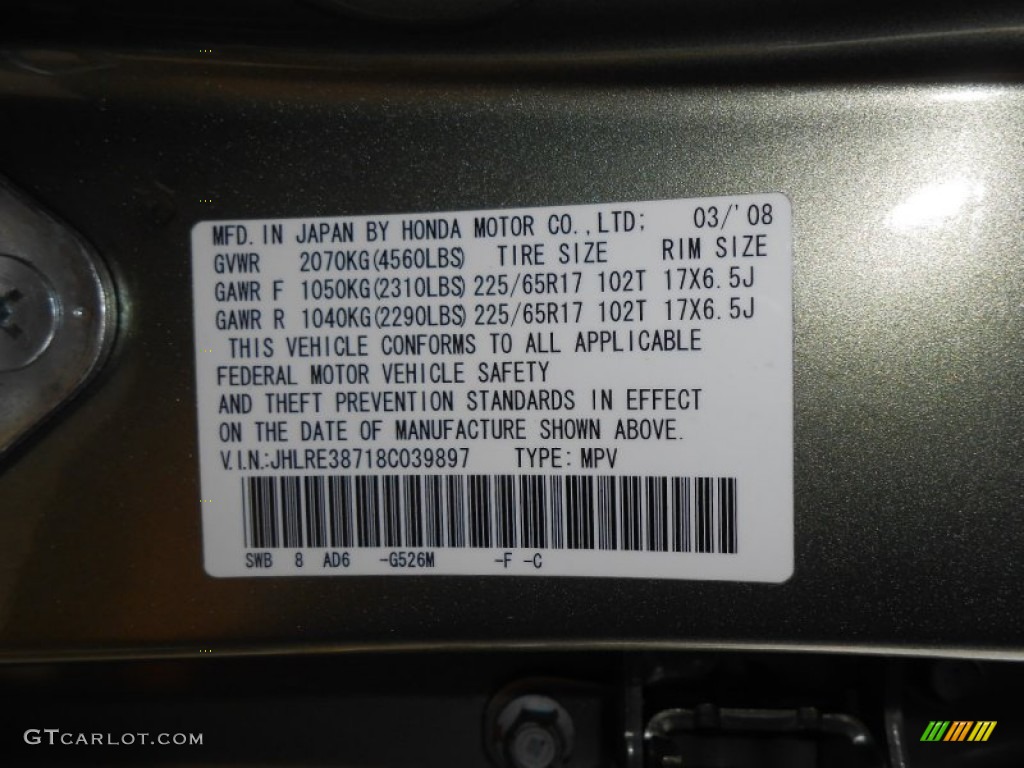 MFD. IN JAPAN BY HONDA MOTOR CO., LTD; 03/'08
GVWR 2070KG(4560LBS) TIRE SIZE RIM SIZE
GAWR F 1050KG(2310LBS) 225/65R17 102T 17X6.5J
GAWR R 1040KG(2290LBS) 225/65R17 102T 17X6.5J
THIS VEHICLE CONFORMS TO ALL APPLICABLE
FEDERAL MOTOR VEHICLE SAFETY
AND THEFT PREVENTION STANDARDS IN EFFECT
ON THE DATE OF MANUFACTURE SHOWN ABOVE.
V.I.N.:JHLRE38718C039897 TYPE: MPV
SWB 8 AD6 -G526M -F -C
GTCARLOT.COM